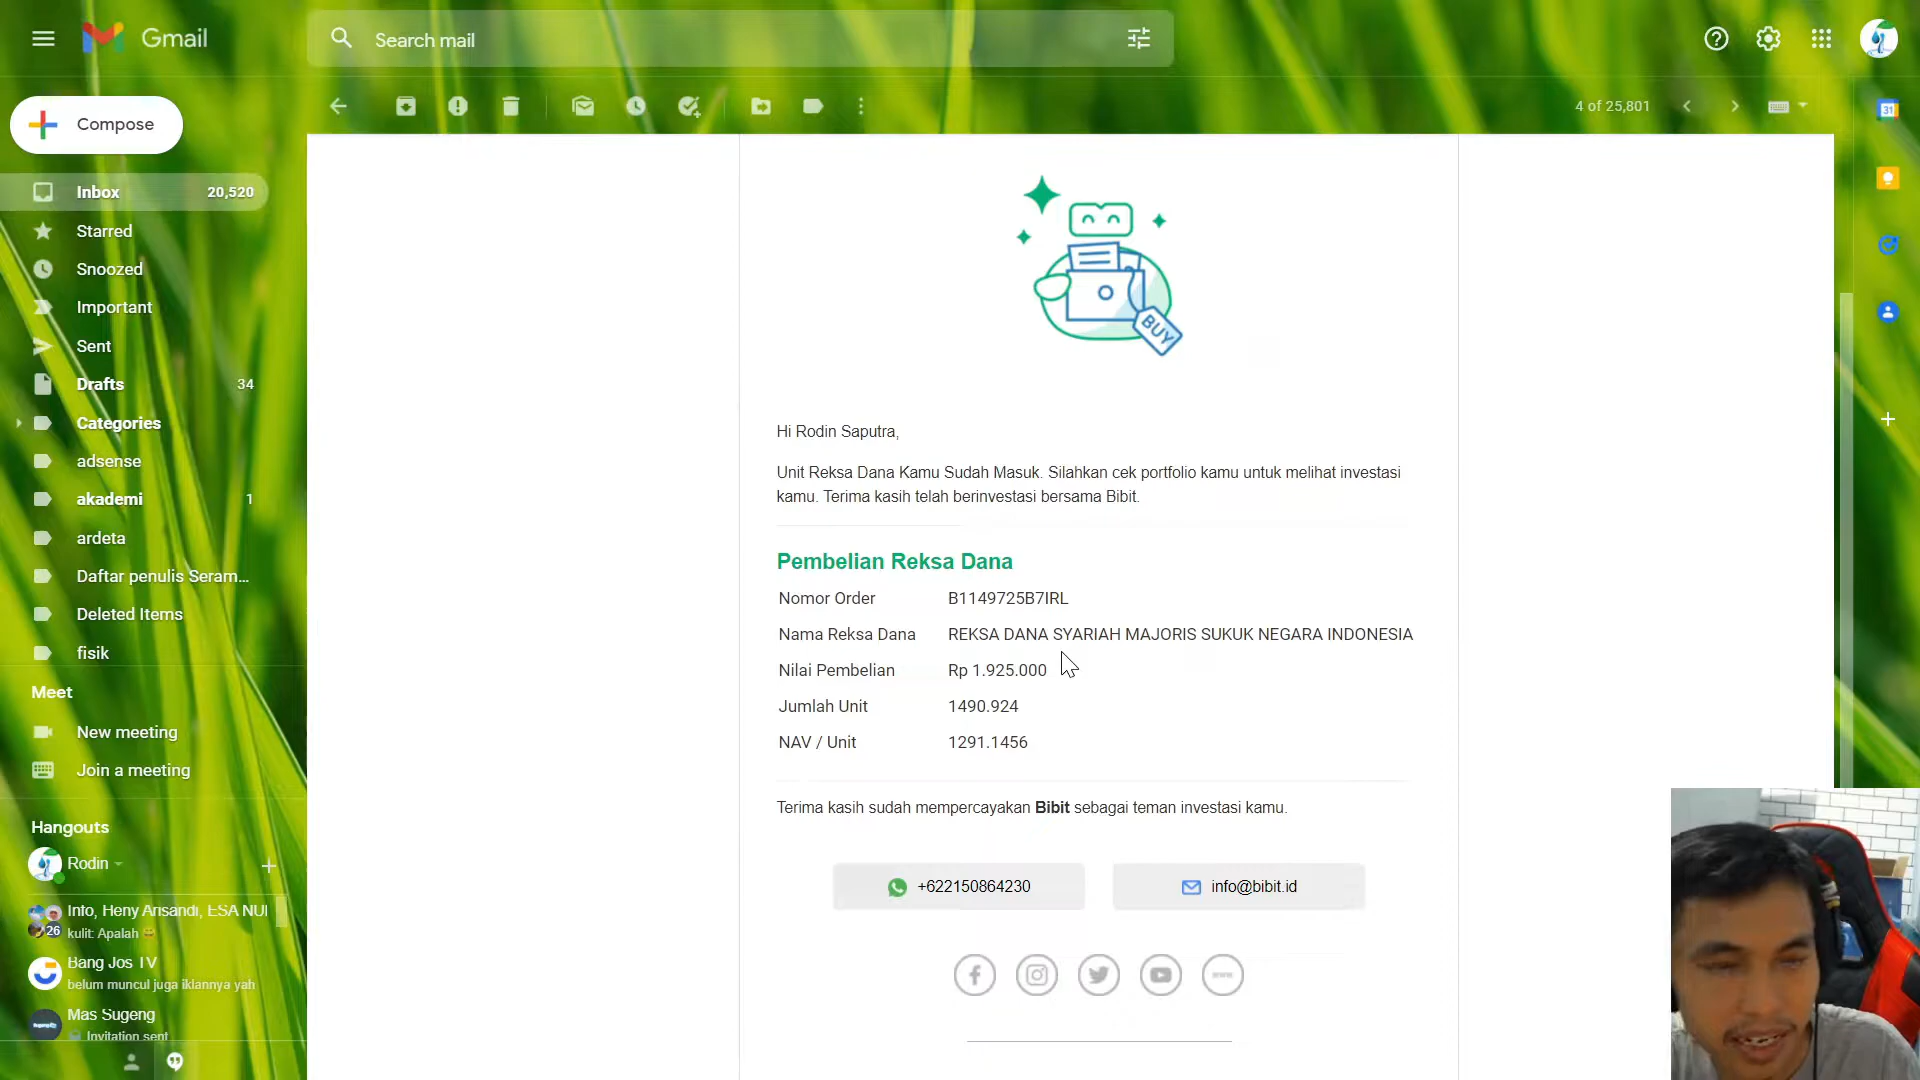 Gmail
Search mail
Compose
4 of 25,801
31
Inbox 20,520
Starred
Snoozed
Important
Sent
Drafts 34
Categories
adsense
akademi 1
ardeta
Daftar penulis Seram...
Deleted Items
fisik
Meet
New meeting
Join a meeting
Hangouts
Rodin
Info, Heny Arisandi, ESA NUI
26 kulit: Apalah
Bang Jos TV
belum muncul juga iklannya yah
Mas Sugeng
Invitation sent
BUY
Hi Rodin Saputra,
Unit Reksa Dana Kamu Sudah Masuk. Silahkan cek portfolio kamu untuk melihat investasi
kamu. Terima kasih telah berinvestasi bersama Bibit.
Pembelian Reksa Dana
Nomor Order B1149725B7IRL
Nama Reksa Dana REKSA DANA SYARIAH MAJORIS SUKUK NEGARA INDONESIA
Nilai Pembelian Rp 1.925.000
Jumlah Unit 1490.924
NAV / Unit 1291.1456
Terima kasih sudah mempercayakan Bibit sebagai teman investasi kamu.
+622150864230
info@bibit.id
www